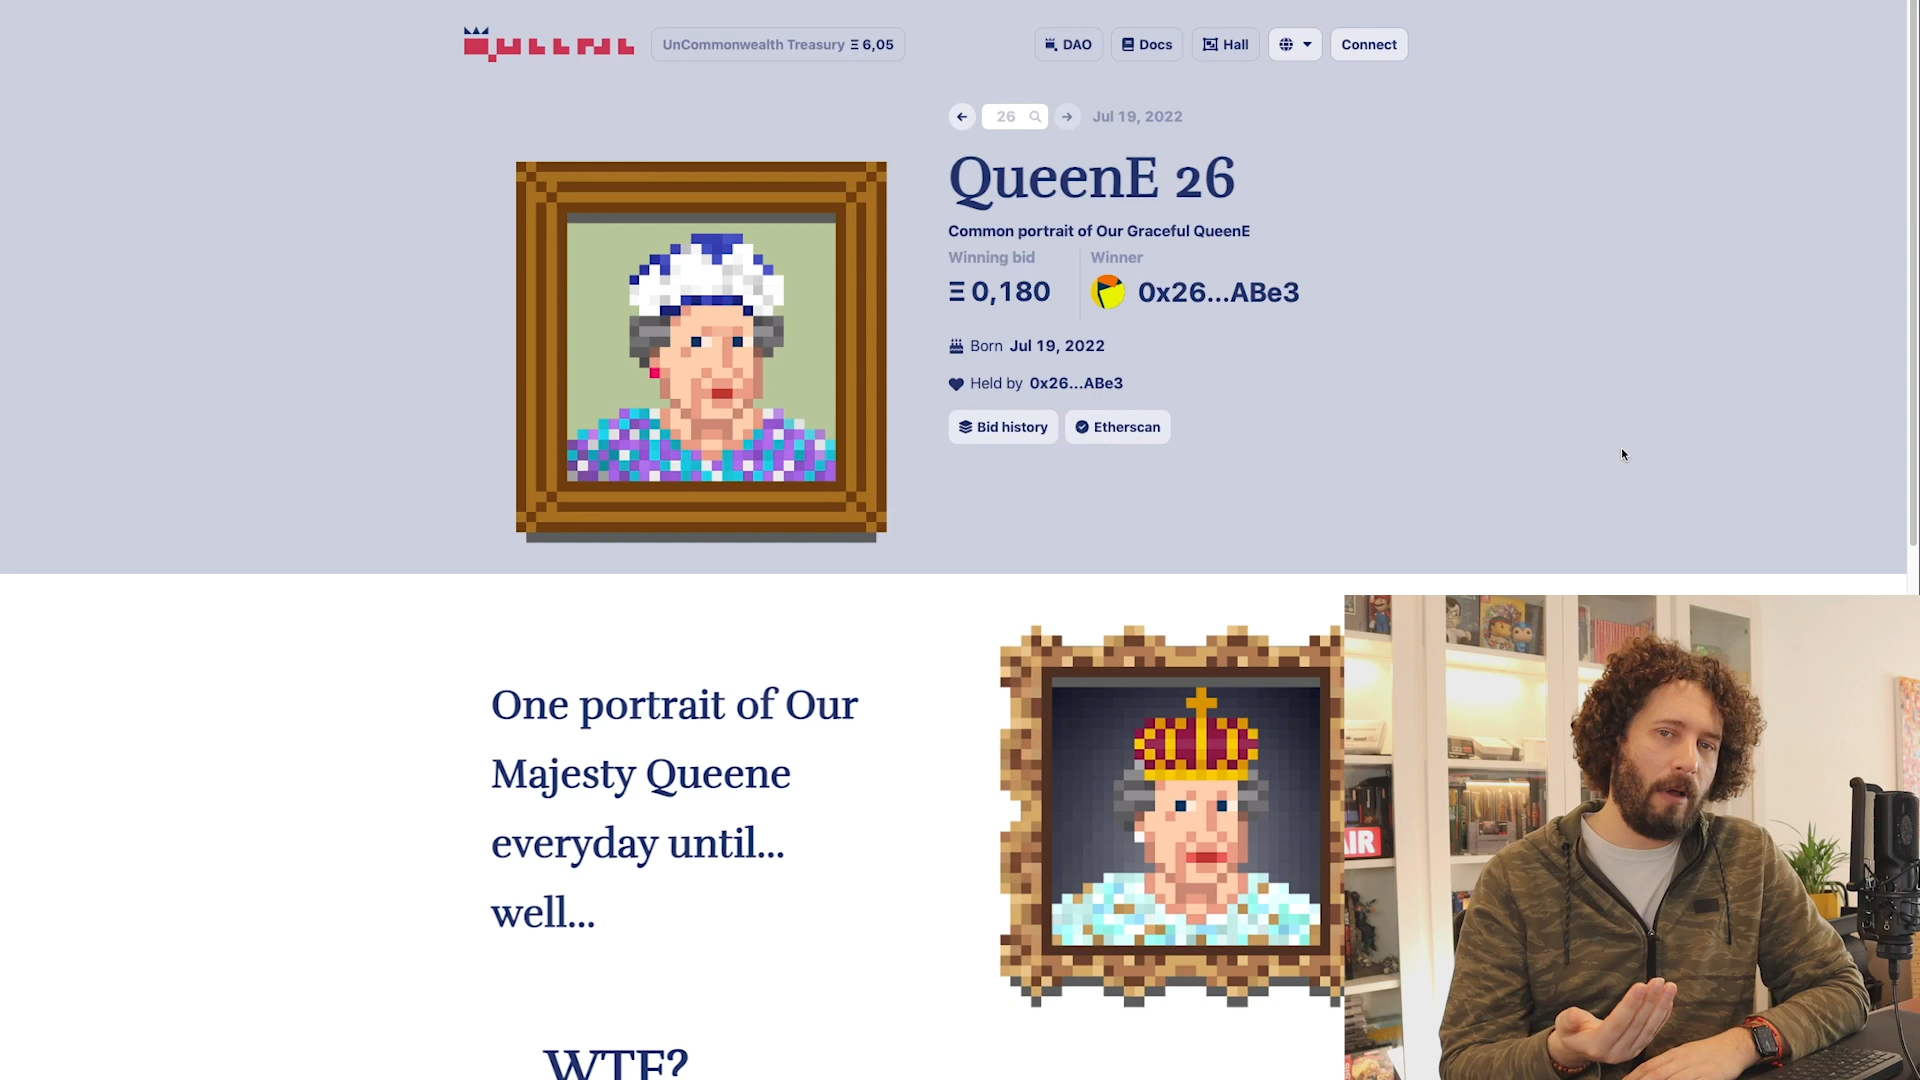 QUEENE
UnCommonwealth Treasury Ξ 6,05
DAO
Docs
Hall
Connect
26
Jul 19, 2022
QueenE 26
Common portrait of Our Graceful QueenE
Winning bid
Winner
Ξ 0,180
0x26...ABe3
Born Jul 19, 2022
Held by 0x26...ABe3
Bid history
Etherscan
One portrait of Our
Majesty Queene
everyday until...
well...
WTF?
AIR